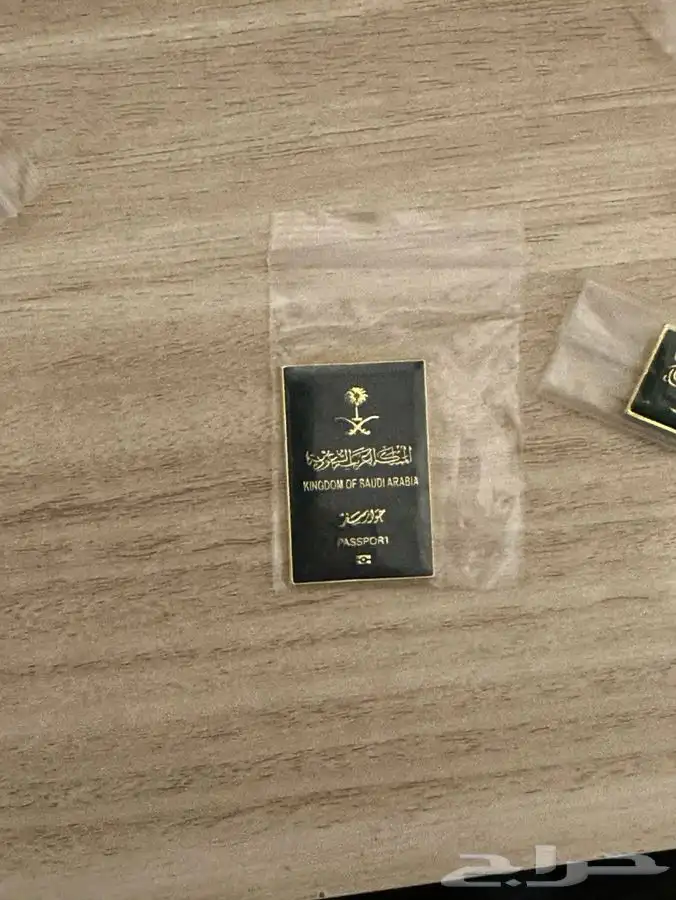 المملكة العربية السعودية
KINGDOM OF SAUDI ARABIA
جواز سفر
PASSPORT
حراج